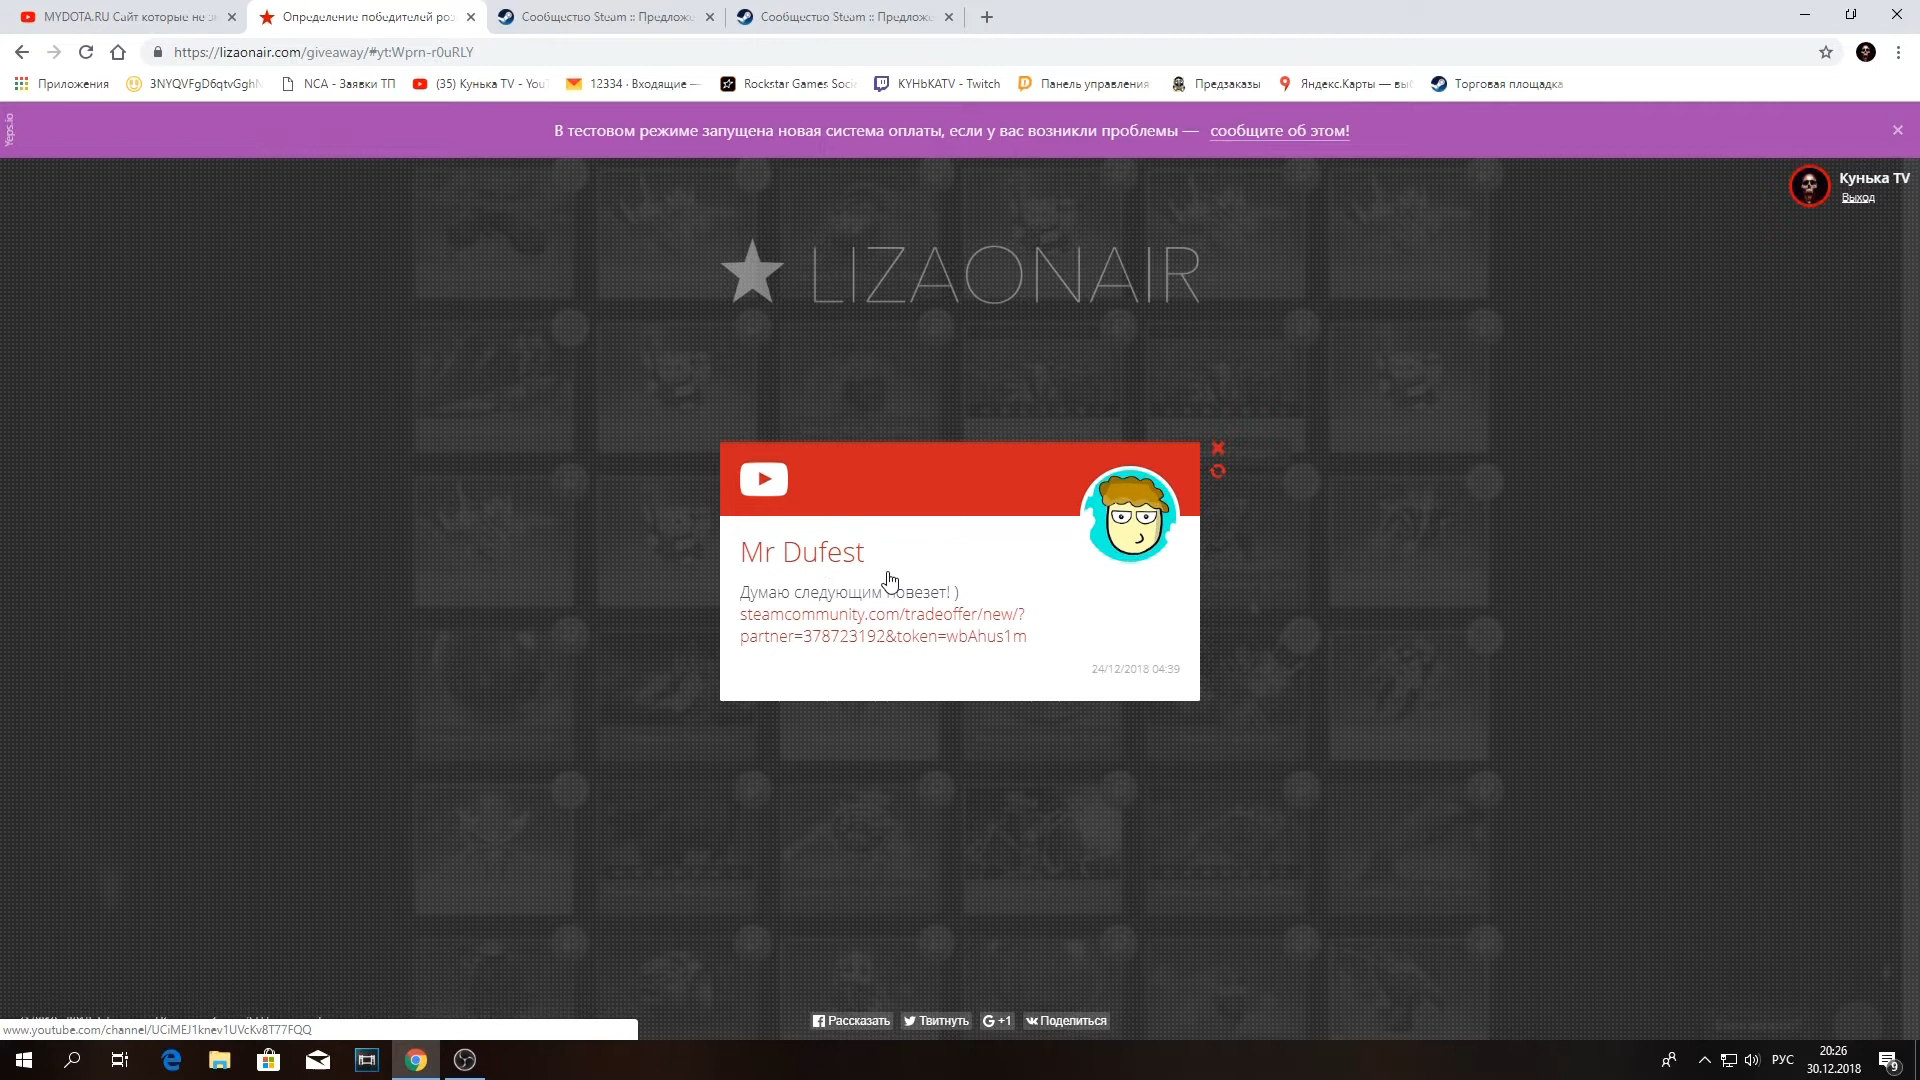 MYDOTA.RU Сайт которые не
Определение победителей роз
Сообщество Steam :: Предлож
Сообщество Steam :: Предлож
https://lizaonair.com/giveaway/#yt:Wprn-r0uRLY
Приложения
3NYQVFgD6qtvGgh
NCA - Заявки ТП
(35) Кунька TV - You
12334 · Входящие —
Rockstar Games Soci
KYHbKATV - Twitch
Панель управления
Предзаказы
Яндекс.Карты — вы
Торговая площадка
Yeps.io
В тестовом режиме запущена новая система оплаты, если у вас возникли проблемы — сообщите об этом!
Кунька TV
Выход
LIZAONAIR
Mr Dufest
Думаю следующим повезет! )
steamcommunity.com/tradeoffer/new/?
partner=378723192&token=wbAhus1m
24/12/2018 04:39
Рассказать
Твитнуть
G +1
Поделиться
www.youtube.com/channel/UCiMEJ1knev1UVcKv8T77FQQ
РУС
20:26
30.12.2018
9